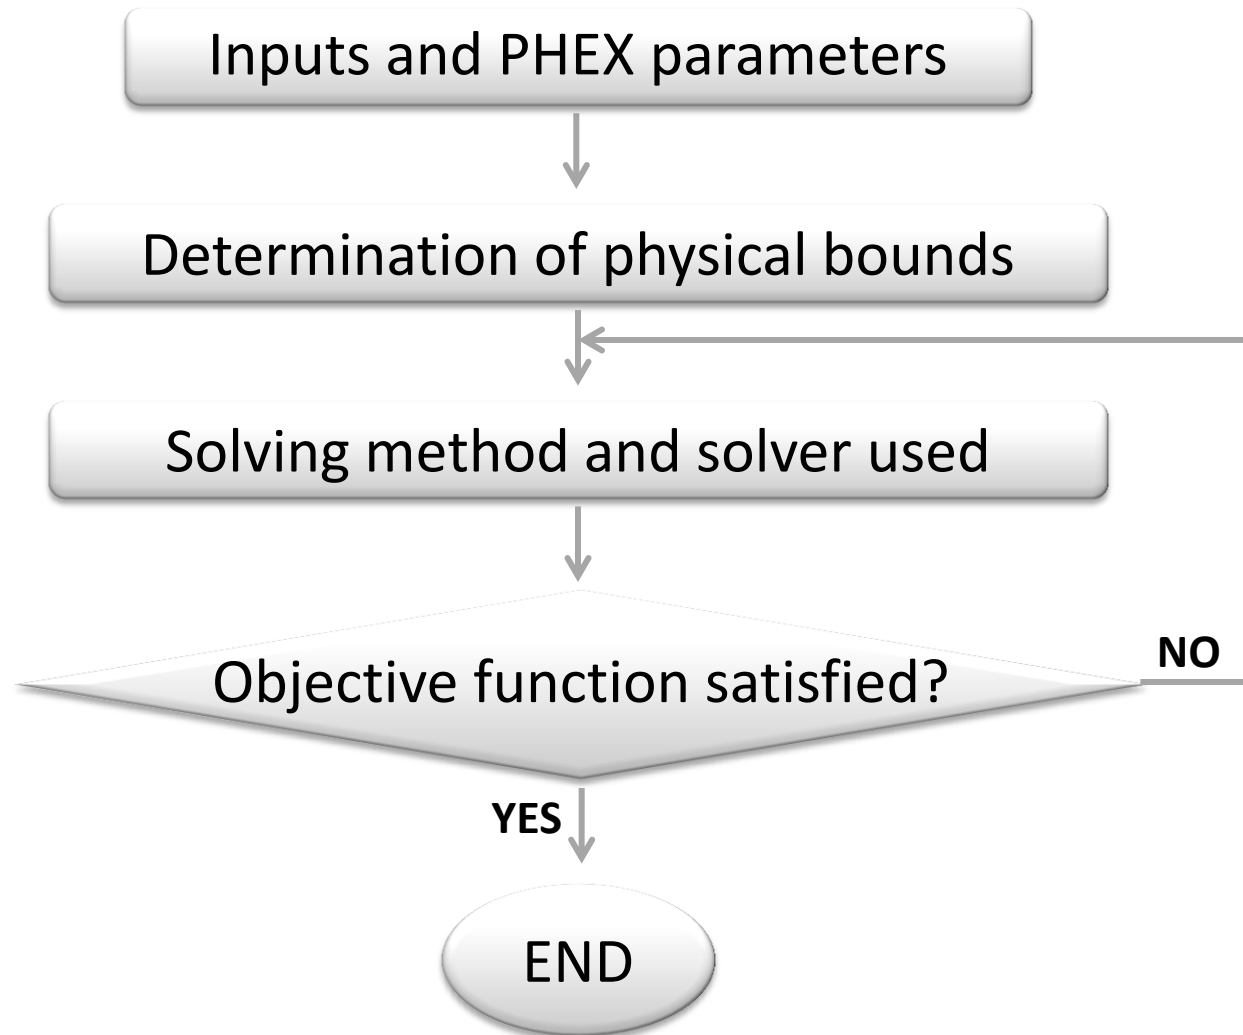 Inputs and PHEX parameters
Determination of physical bounds
Solving method and solver used
Objective function satisfied?
NO
YES
END